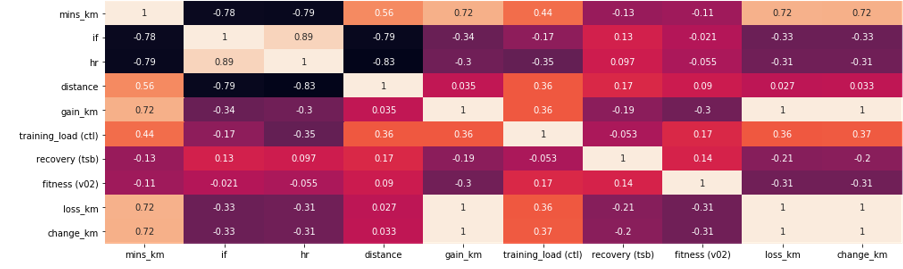 mins_km 1 -0.78 -0.79 0.56 0.72 0.44 -0.13 -0.11 0.72 0.72
if -0.78 1 0.89 -0.79 -0.34 -0.17 0.13 -0.021 -0.33 -0.33
hr -0.79 0.89 1 -0.83 -0.3 -0.35 0.097 -0.055 -0.31 -0.31
distance 0.56 -0.79 -0.83 1 0.035 0.36 0.17 0.09 0.027 0.033
gain_km 0.72 -0.34 -0.3 0.035 1 0.36 -0.19 -0.3 1 1
training_load (ctl) 0.44 -0.17 -0.35 0.36 0.36 1 -0.053 0.17 0.36 0.37
recovery (tsb) -0.13 0.13 0.097 0.17 -0.19 -0.053 1 0.14 -0.21 -0.2
fitness (v02) -0.11 -0.021 -0.055 0.09 -0.3 0.17 0.14 1 -0.31 -0.31
loss_km 0.72 -0.33 -0.31 0.027 1 0.36 -0.21 -0.31 1 1
change_km 0.72 -0.33 -0.31 0.033 1 0.37 -0.2 -0.31 1 1
mins_km if hr distance gain_km training_load (ctl) recovery (tsb) fitness (v02) loss_km change_km